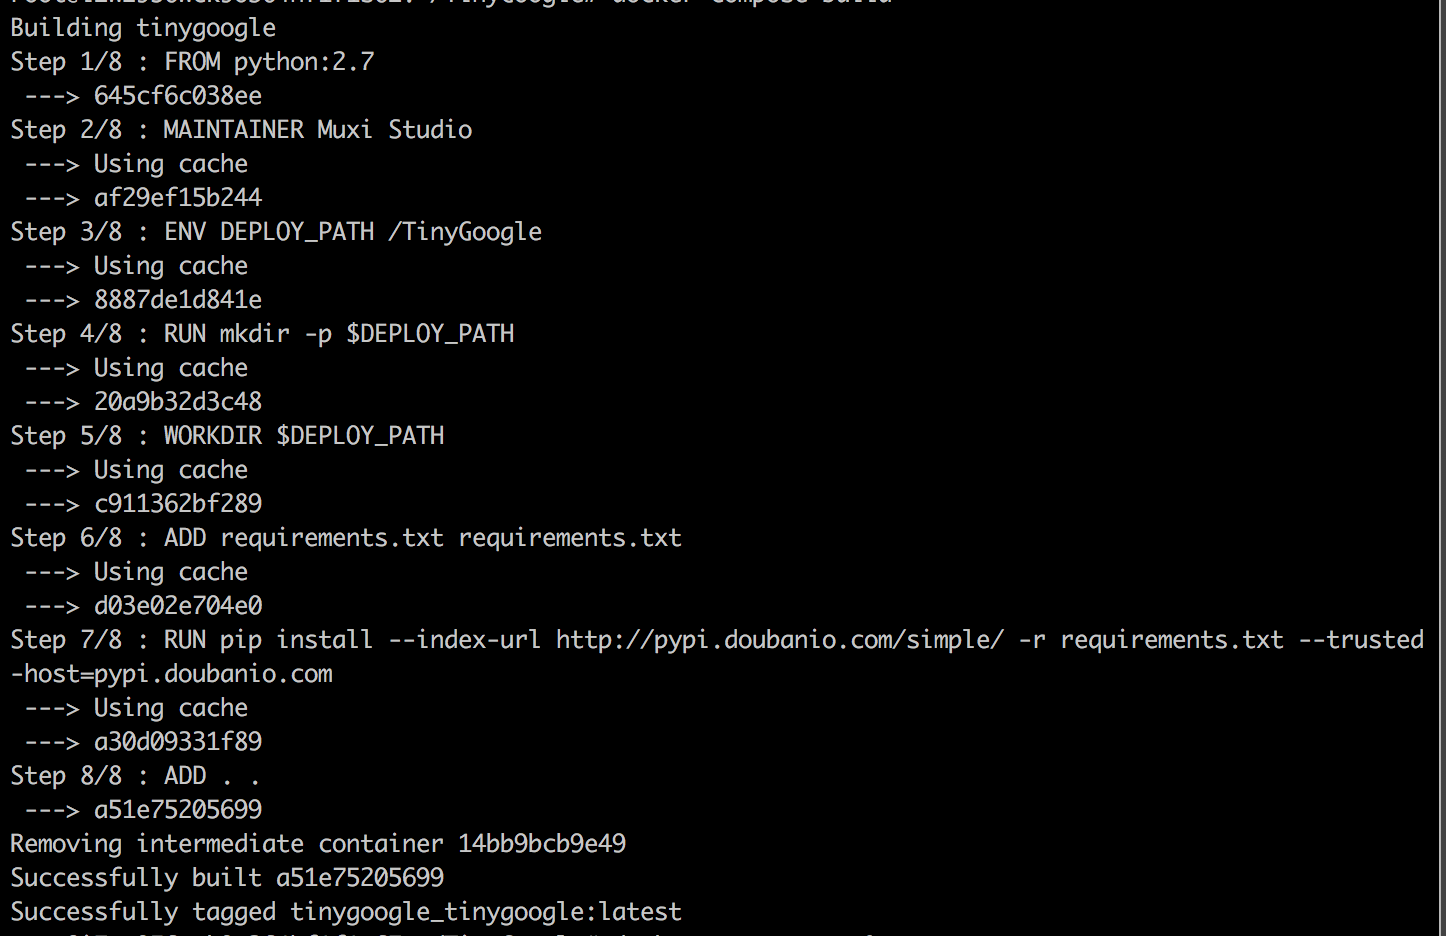 Building tinygoogle
Step 1/8 : FROM python:2.7
 ---> 645cf6c038ee
Step 2/8 : MAINTAINER Muxi Studio
 ---> Using cache
 ---> af29ef15b244
Step 3/8 : ENV DEPLOY_PATH /TinyGoogle
 ---> Using cache
 ---> 8887de1d841e
Step 4/8 : RUN mkdir -p $DEPLOY_PATH
 ---> Using cache
 ---> 20a9b32d3c48
Step 5/8 : WORKDIR $DEPLOY_PATH
 ---> Using cache
 ---> c911362bf289
Step 6/8 : ADD requirements.txt requirements.txt
 ---> Using cache
 ---> d03e02e704e0
Step 7/8 : RUN pip install --index-url http://pypi.doubanio.com/simple/ -r requirements.txt --trusted
-host=pypi.doubanio.com
 ---> Using cache
 ---> a30d09331f89
Step 8/8 : ADD . .
 ---> a51e75205699
Removing intermediate container 14bb9bcb9e49
Successfully built a51e75205699
Successfully tagged tinygoogle_tinygoogle:latest